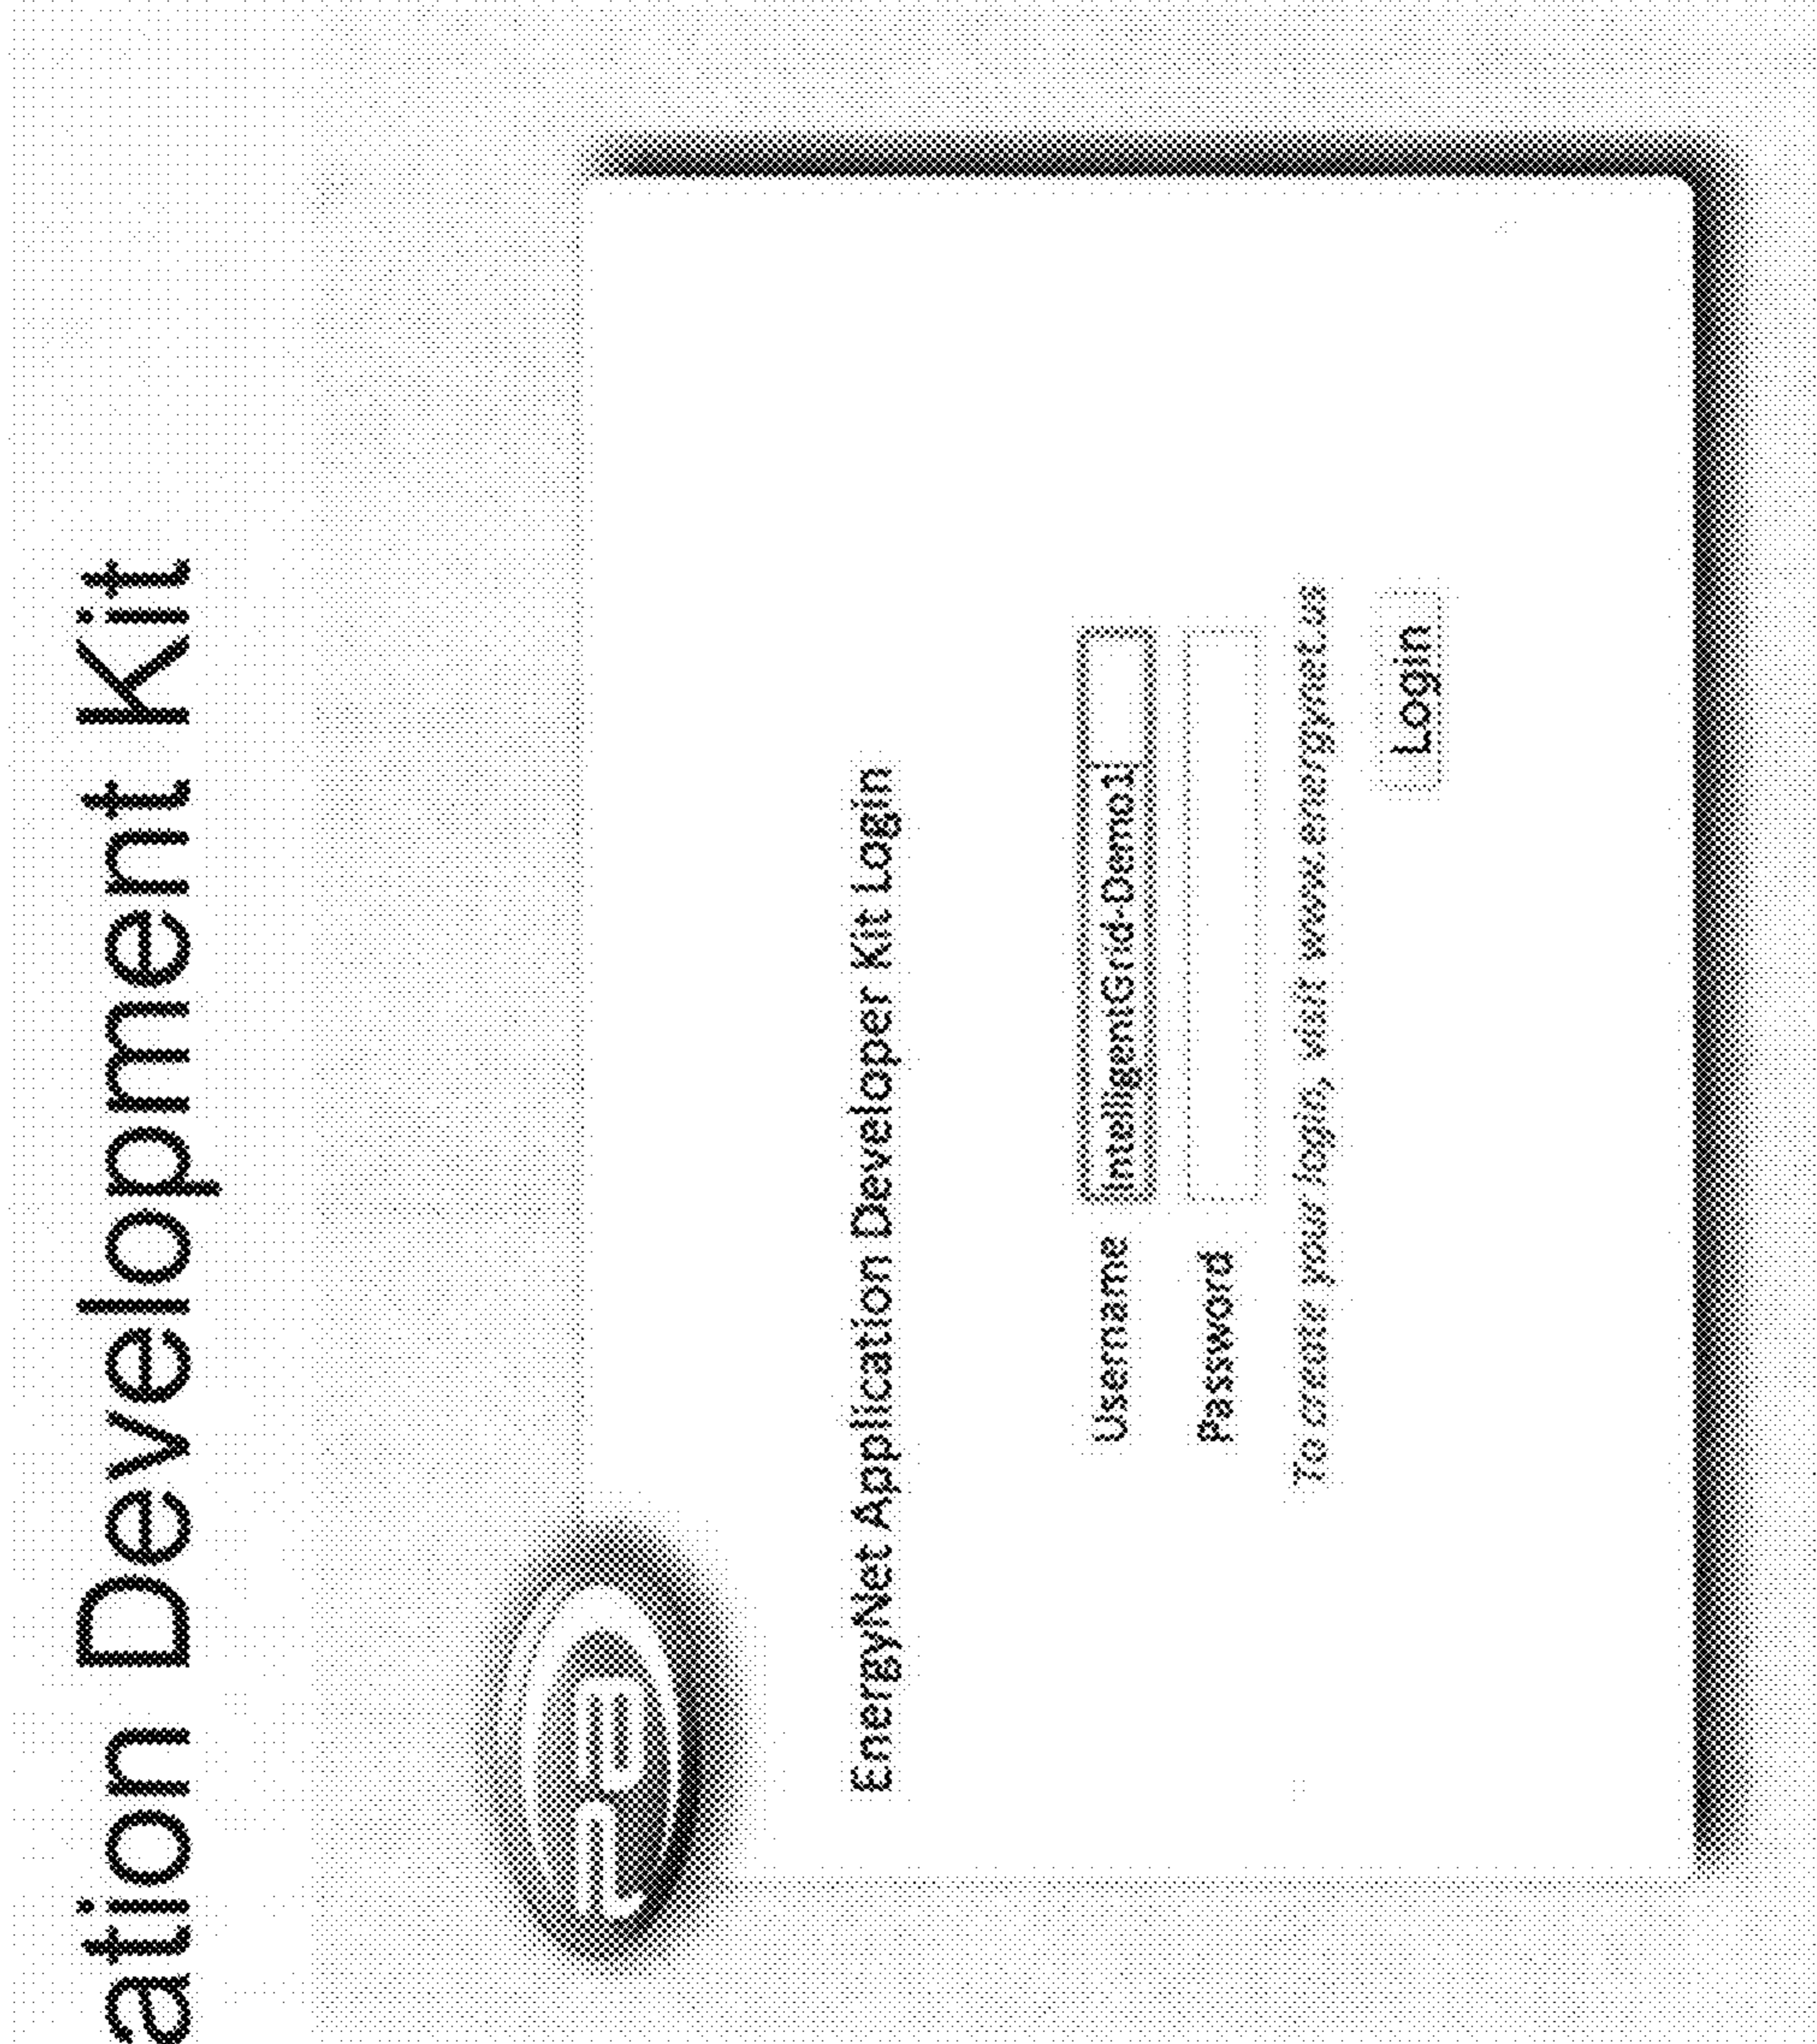 ation Development Kit
EnergyNet Application Developer Kit Login
Username IntelligentGrid-Demo1
Password
To create your login, visit www.energynet.us
Login